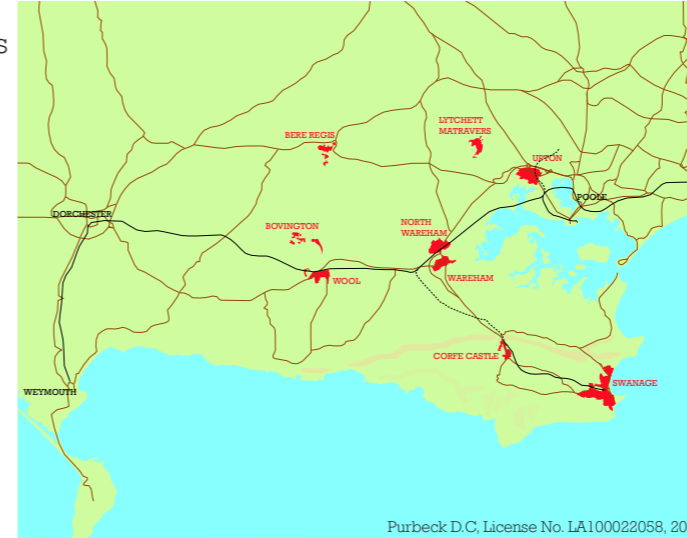 s
LYTCHETT
MATRAVERS
BERE REGIS
UPTON
POOLE
DORCHESTER
BOVINGTON
NORTH
WAREHAM
WAREHAM
WOOL
CORFE CASTLE
SWANAGE
WEYMOUTH
Purbeck D.C, License No. LA100022058, 20